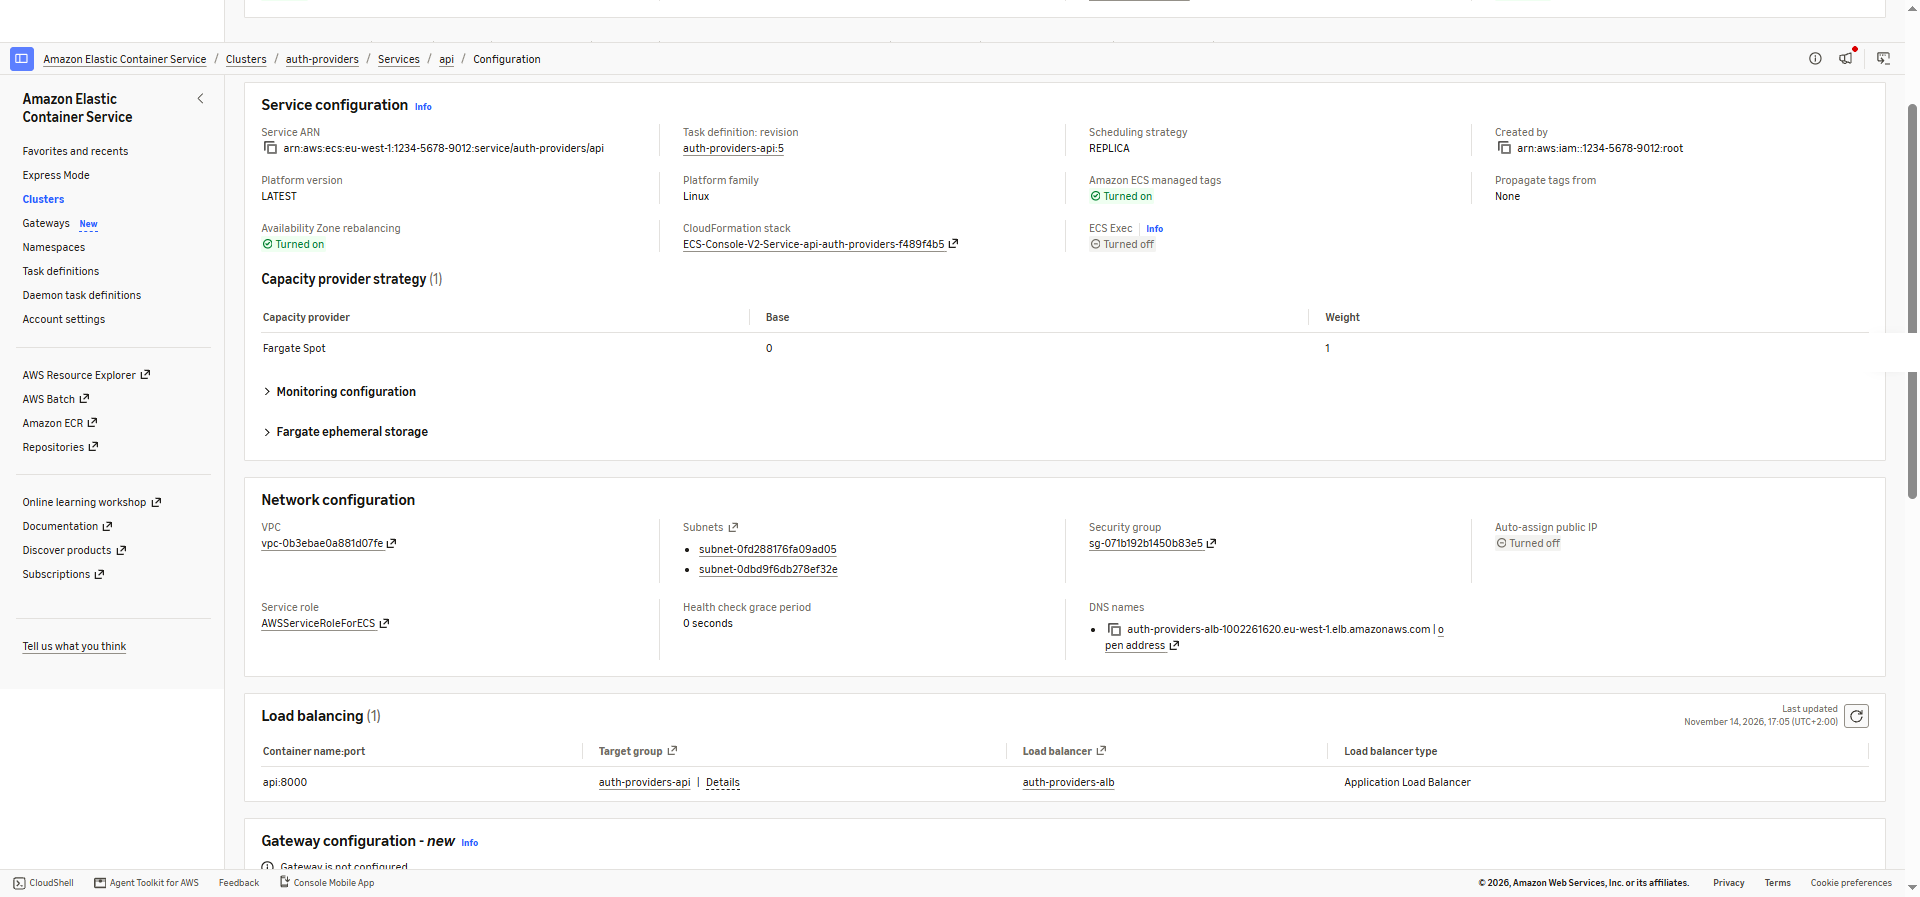 Amazon Elastic Container Service / Clusters / auth-providers / Services / api / Configuration
Amazon Elastic
Container Service
Favorites and recents
Express Mode
Clusters
Gateways New
Namespaces
Task definitions
Daemon task definitions
Account settings
AWS Resource Explorer
AWS Batch
Amazon ECR
Repositories
Online learning workshop
Documentation
Discover products
Subscriptions
Tell us what you think
Service configuration Info
Service ARN
arn:aws:ecs:eu-west-1:1234-5678-9012:service/auth-providers/api
Task definition: revision
auth-providers-api:5
Scheduling strategy
REPLICA
Created by
arn:aws:iam::1234-5678-9012:root
Platform version
LATEST
Platform family
Linux
Amazon ECS managed tags
Turned on
Propagate tags from
None
Availability Zone rebalancing
Turned on
CloudFormation stack
ECS-Console-V2-Service-api-auth-providers-f489f4b5
ECS Exec Info
Turned off
Capacity provider strategy (1)
Capacity provider Base Weight
Fargate Spot 0 1
Monitoring configuration
Fargate ephemeral storage
Network configuration
VPC
vpc-0b3ebae0a881d07fe
Subnets
subnet-0fd288176fa09ad05
subnet-0dbd9f6db278ef32e
Security group
sg-071b192b1450b83e5
Auto-assign public IP
Turned off
Service role
AWSServiceRoleForECS
Health check grace period
0 seconds
DNS names
auth-providers-alb-1002261620.eu-west-1.elb.amazonaws.com | o
pen address
Load balancing (1)
Last updated
November 14, 2026, 17:05 (UTC+2:00)
Container name:port Target group Load balancer Load balancer type
api:8000 auth-providers-api | Details auth-providers-alb Application Load Balancer
Gateway configuration - new Info
Gateway is not configured
CloudShell Agent Toolkit for AWS Feedback Console Mobile App © 2026, Amazon Web Services, Inc. or its affiliates. Privacy Terms Cookie preferences